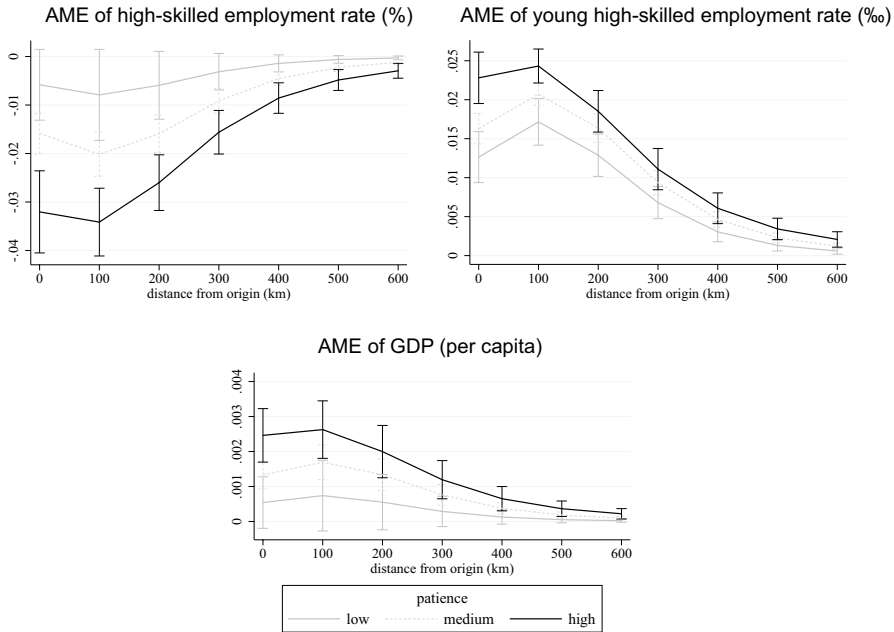 AME of high-skilled employment rate (%)
0
-.01
-.02
-.03
-.04
0 100 200 300 400 500 600
distance from origin (km)
AME of young high-skilled employment rate (‰)
.025
.02
.015
.01
.005
0
0 100 200 300 400 500 600
distance from origin (km)
AME of GDP (per capita)
.004
.003
.002
.001
0
0 100 200 300 400 500 600
distance from origin (km)
patience
low medium high